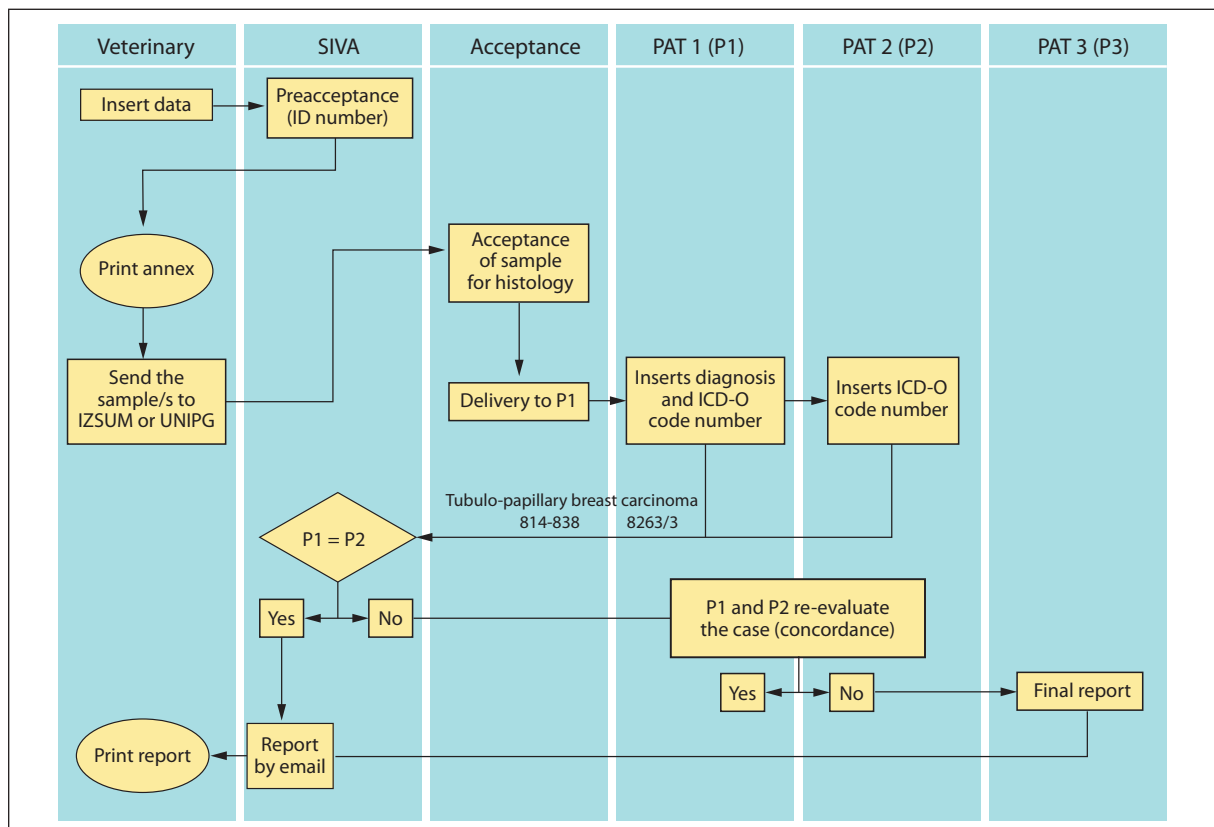 Veterinary
SIVA
Acceptance
PAT 1 (P1)
PAT 2 (P2)
PAT 3 (P3)
Insert data
Preacceptance
(ID number)
Print annex
Acceptance
of sample
for histology
Send the
sample/s to
IZSUM or UNIPG
Delivery to P1
Inserts diagnosis
and ICD-O
code number
Inserts ICD-O
code number
Tubulo-papillary breast carcinoma
814-838 8263/3
P1 = P2
Yes
No
P1 and P2 re-evaluate
the case (concordance)
Yes
No
Final report
Print report
Report
by email